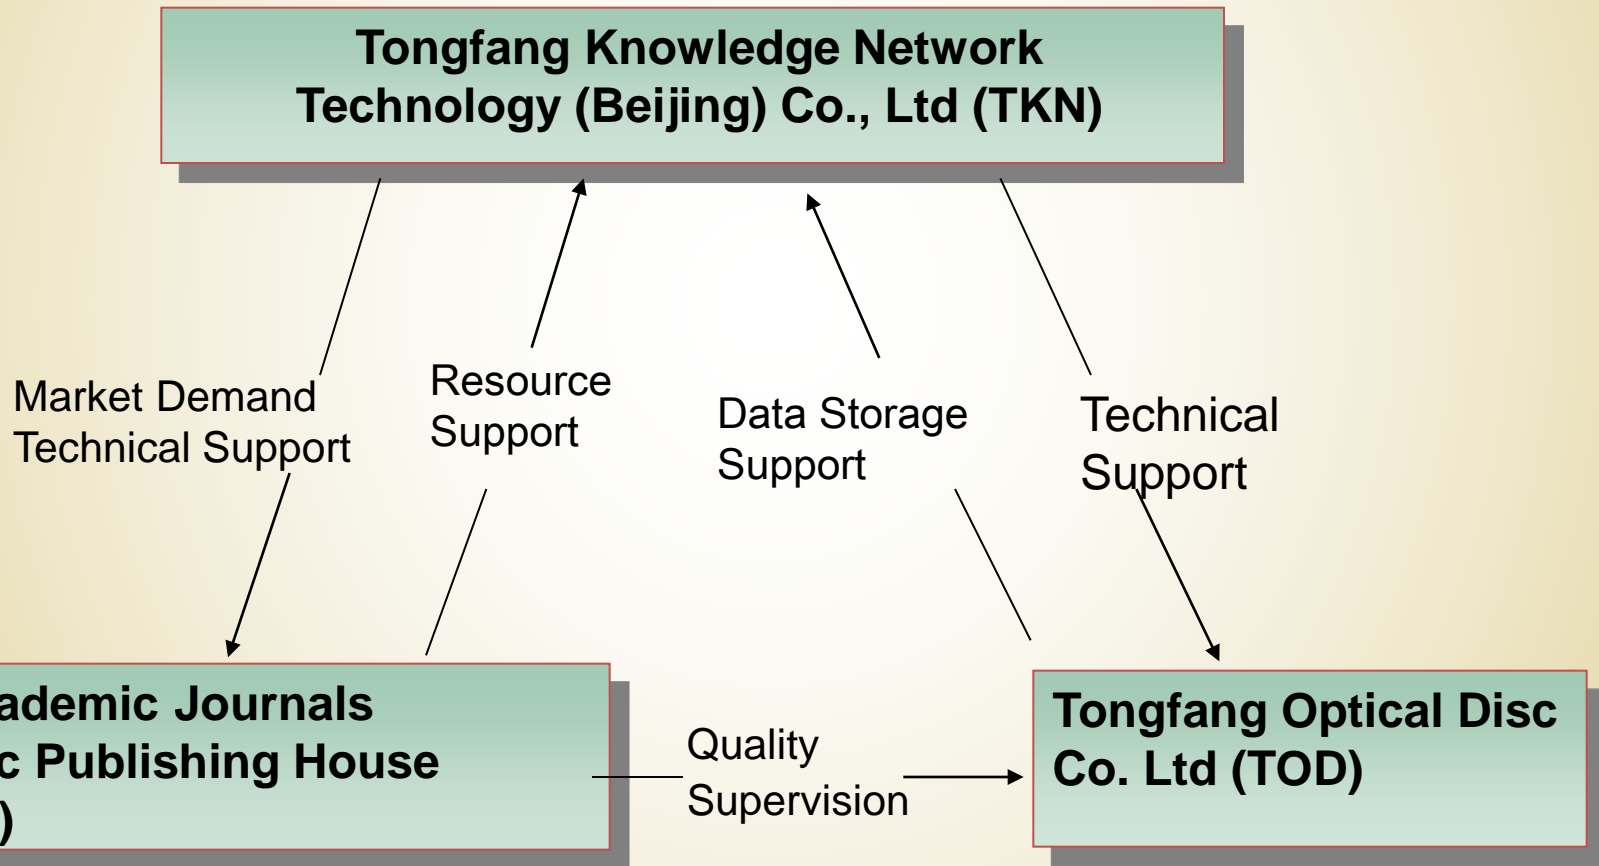 Tongfang Knowledge Network
Technology (Beijing) Co., Ltd (TKN)
Market Demand
Technical Support
Resource
Support
Data Storage
Support
Technical
Support
ademic Journals
c Publishing House
)
Quality
Supervision
Tongfang Optical Disc
Co. Ltd (TOD)